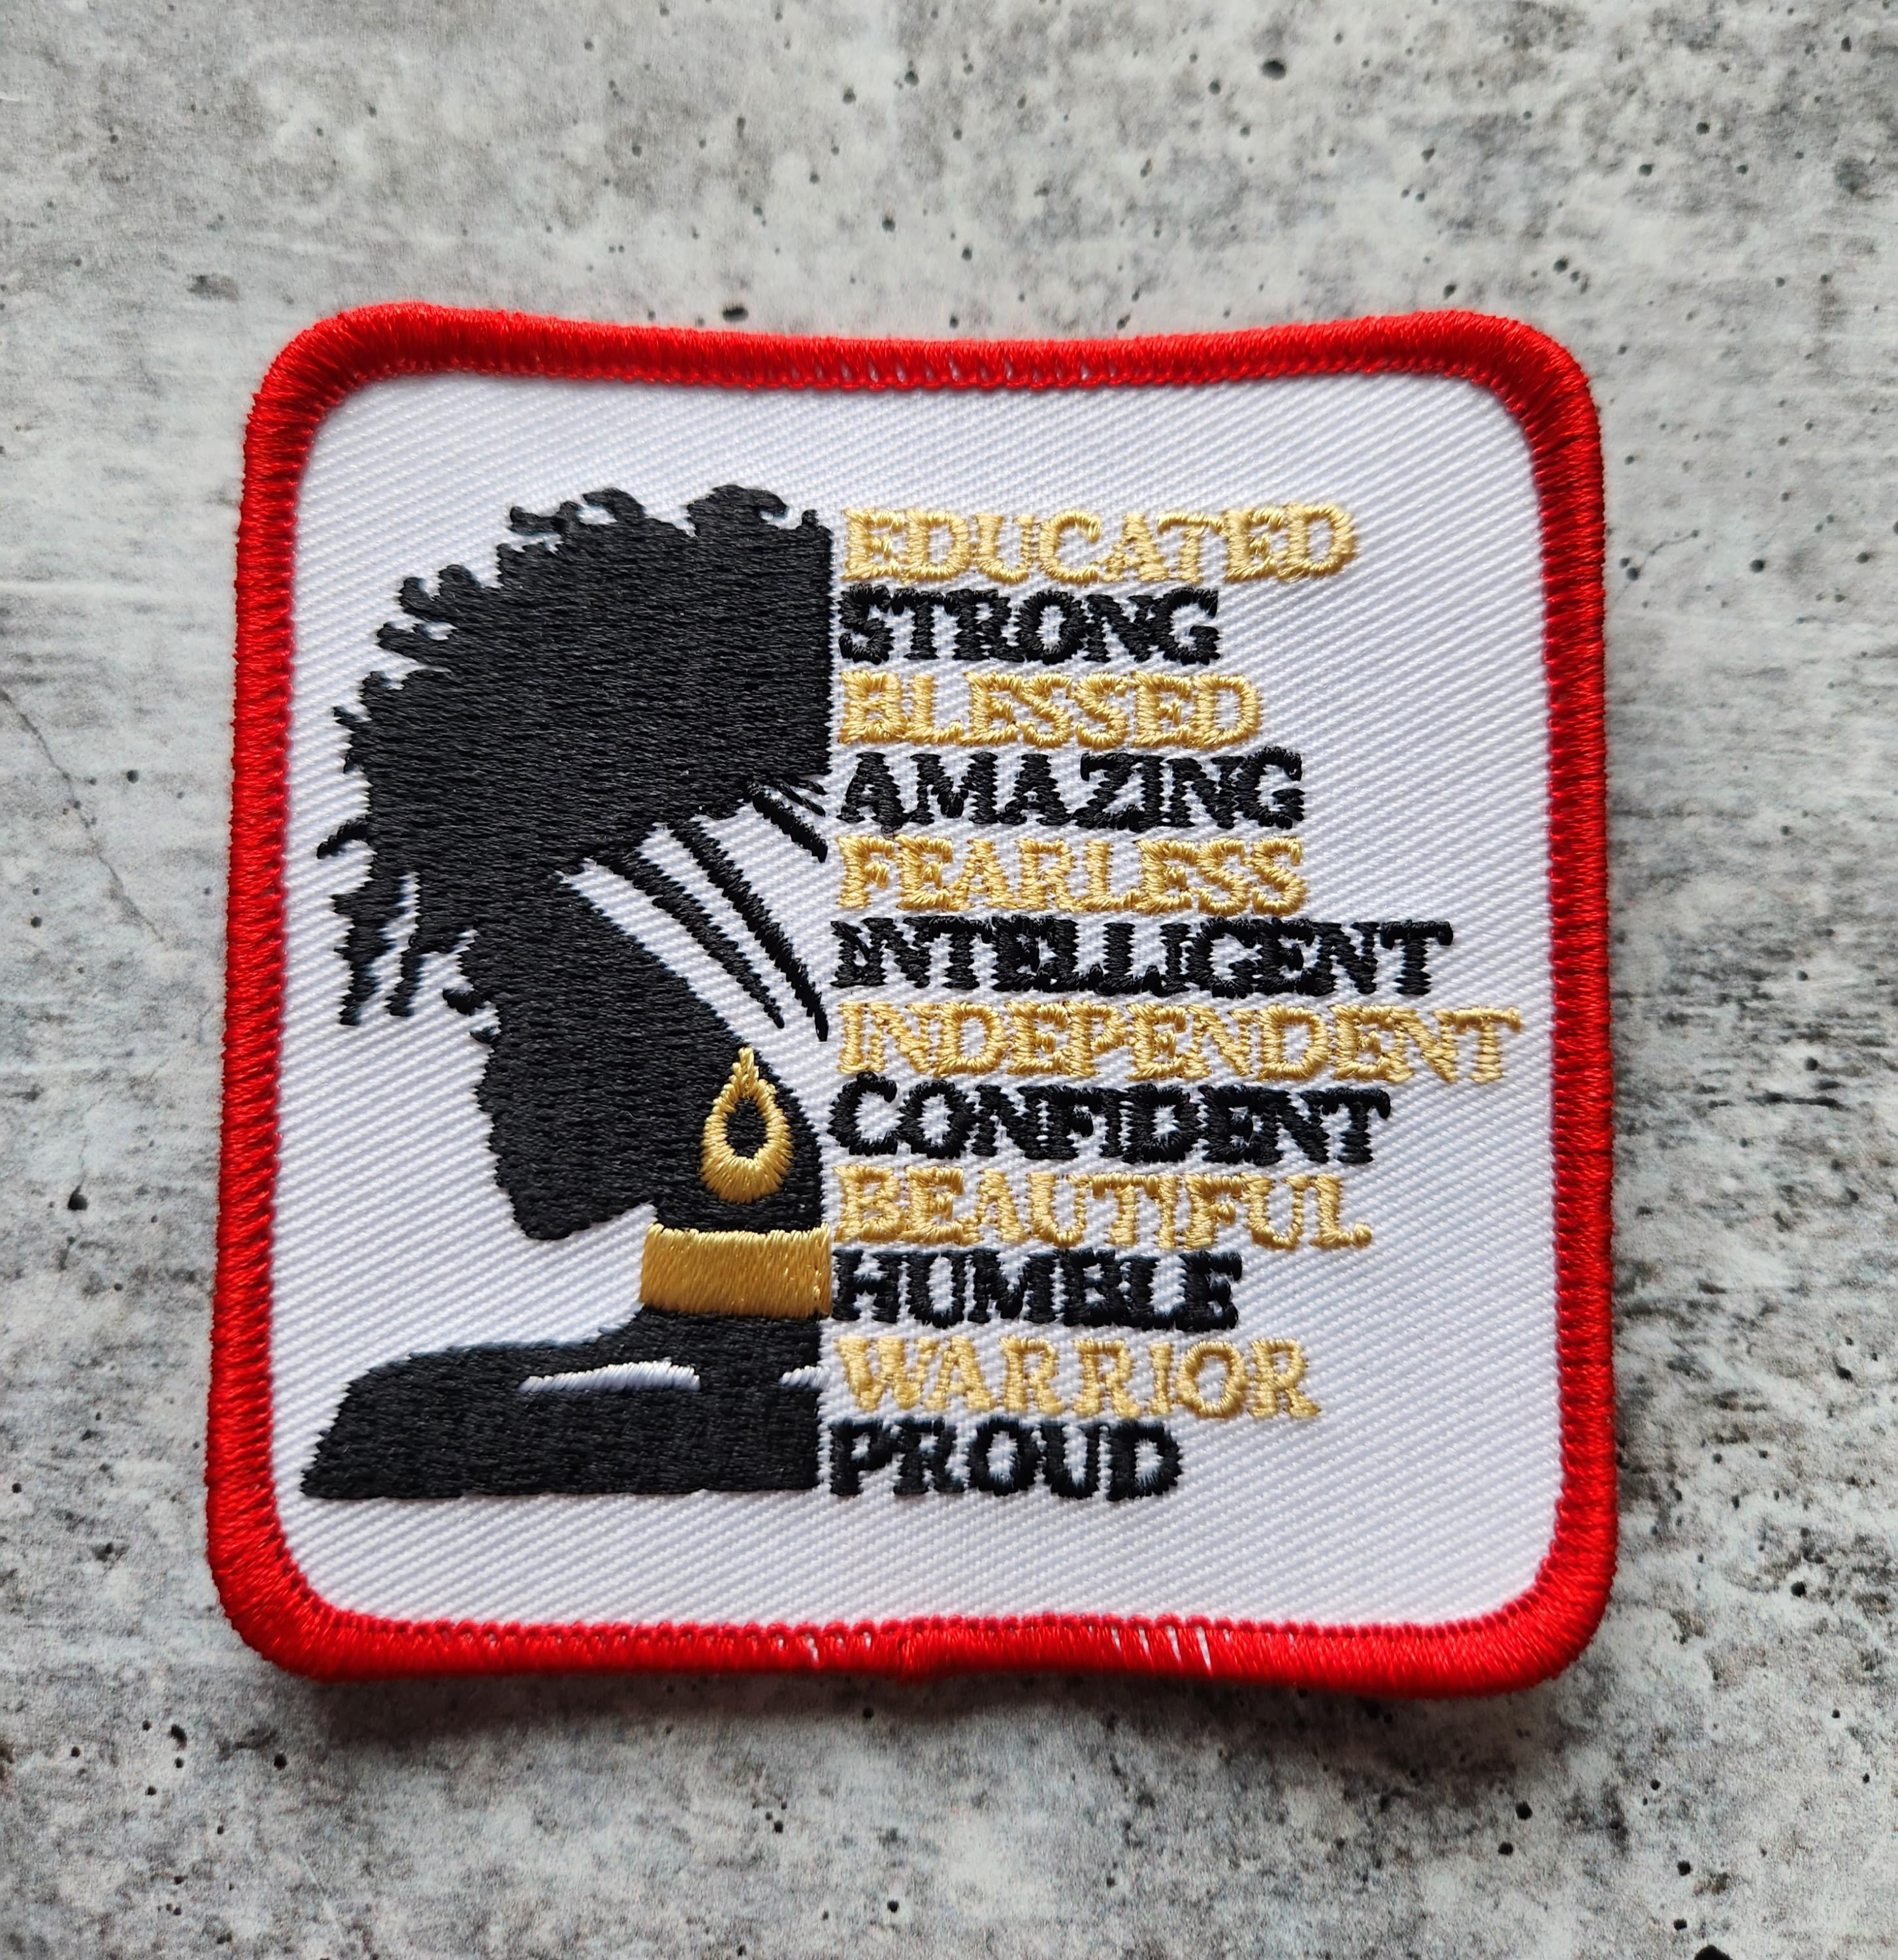 EDUCATED
STRONG
BLESSED
AMAZING
FEARLESS
INTELLIGENT
INDEPENDENT
CONFIDENT
BEAUTIFUL
HUMBLE
WARRIOR
PROUD